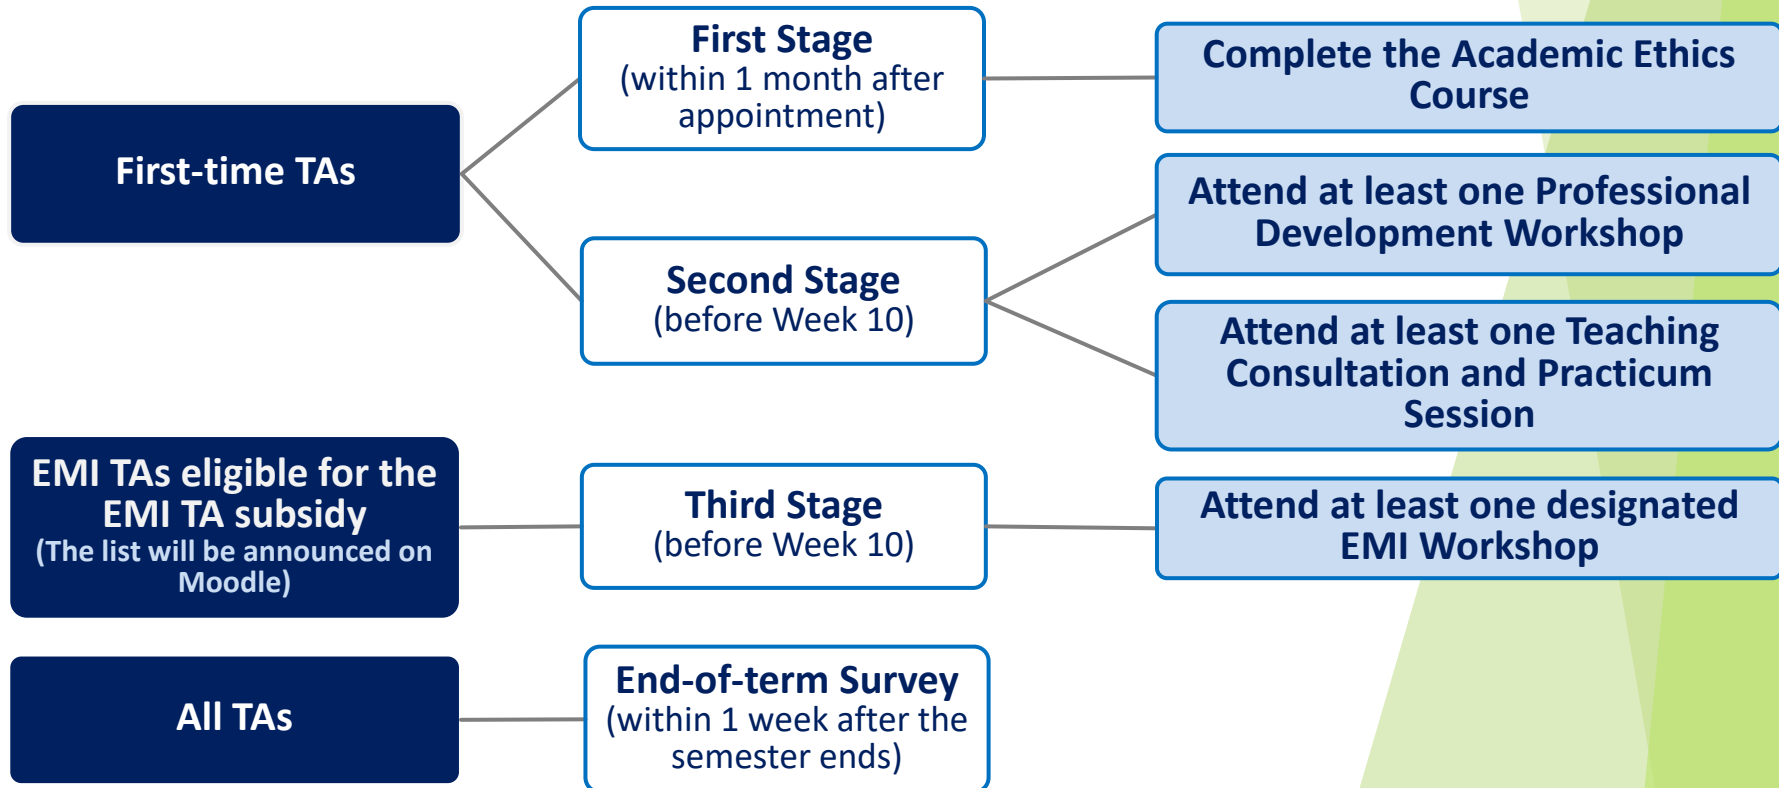 First-time TAs
First Stage
(within 1 month after
appointment)
Complete the Academic Ethics
Course
Second Stage
(before Week 10)
Attend at least one Professional
Development Workshop
Attend at least one Teaching
Consultation and Practicum
Session
EMI TAs eligible for the
EMI TA subsidy
(The list will be announced on
Moodle)
Third Stage
(before Week 10)
Attend at least one designated
EMI Workshop
All TAs
End-of-term Survey
(within 1 week after the
semester ends)